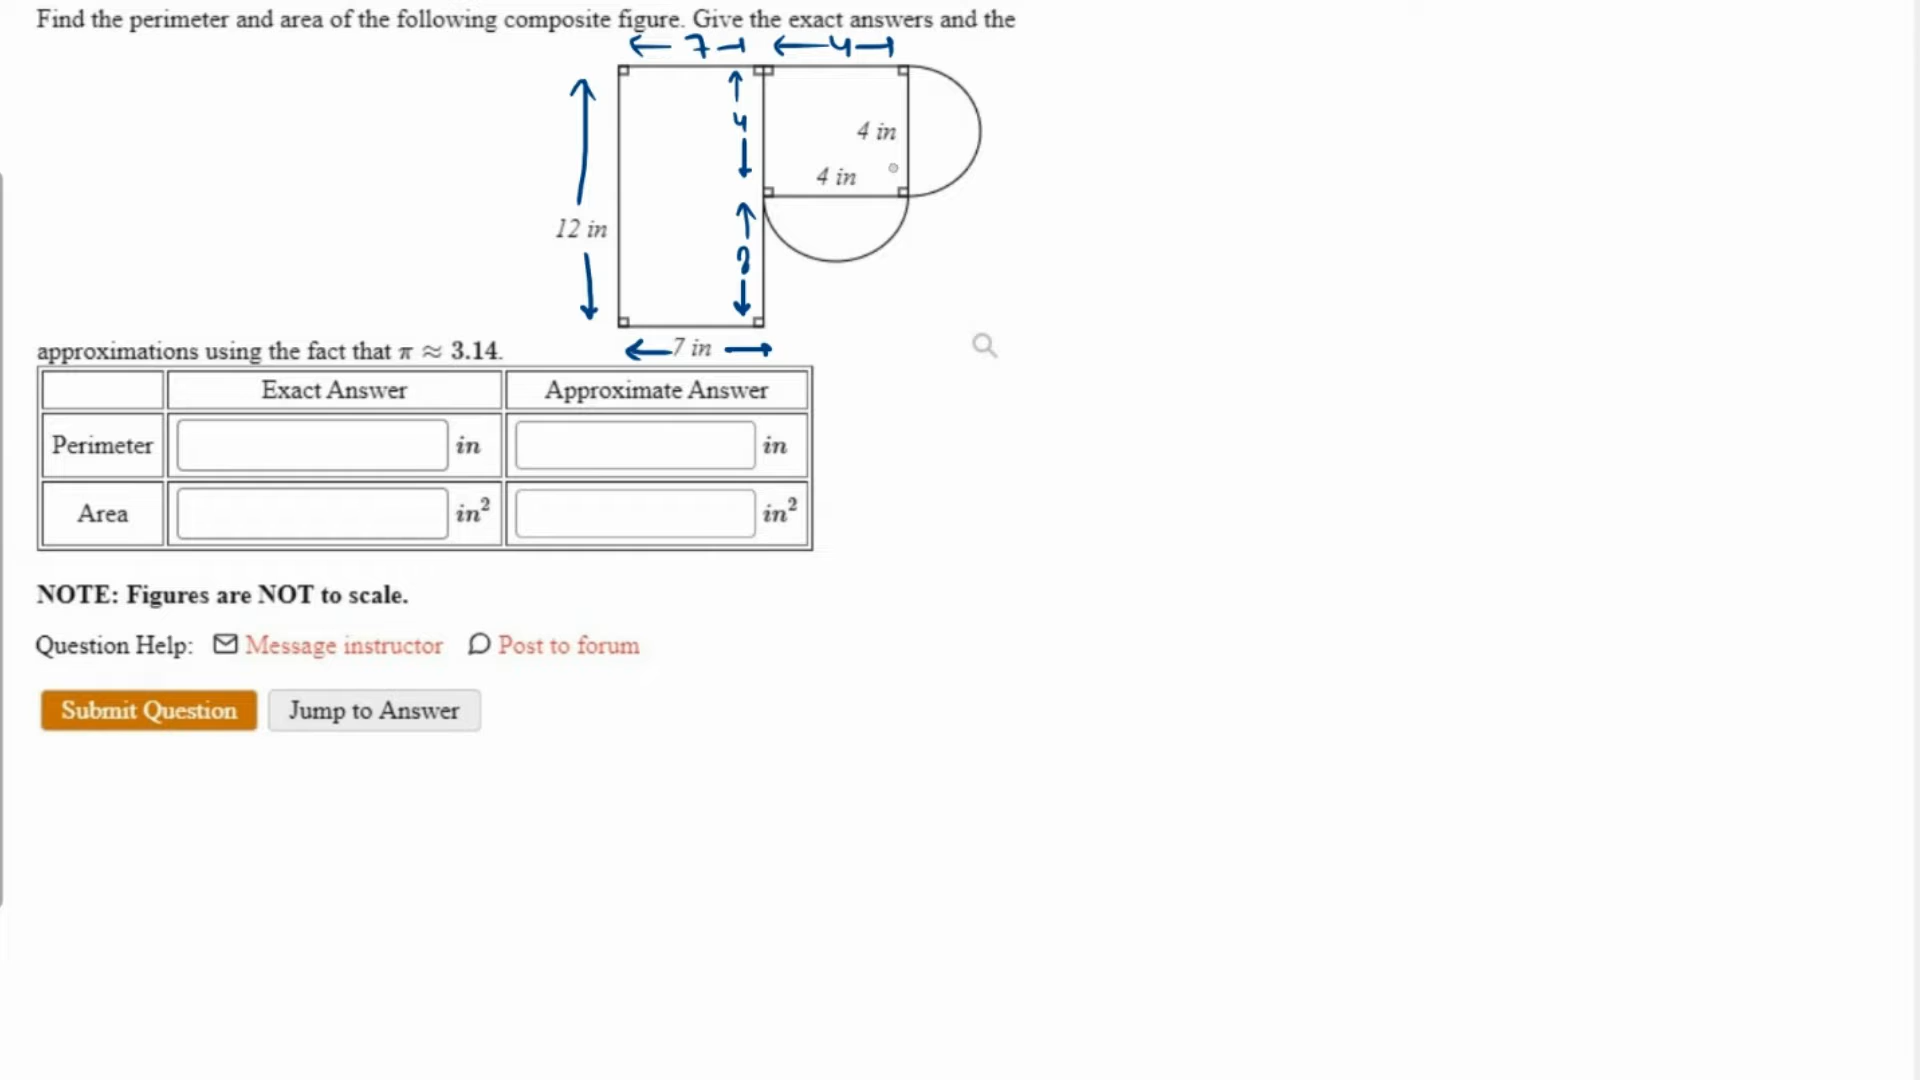 Find the perimeter and area of the following composite figure. Give the exact answers and the
← 7 ⊣ ← 4 ⊣
4
4 in
4 in
12 in
8
7 in
approximations using the fact that π ≈ 3.14.
Exact Answer Approximate Answer
Perimeter in in
Area in² in²
NOTE: Figures are NOT to scale.
Question Help: Message instructor Post to forum
Submit Question Jump to Answer